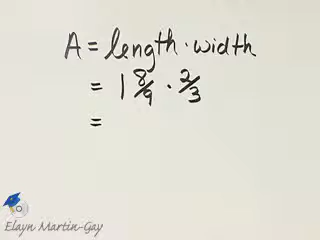 A = length · width
= 1 8/9 · 2/3
=
Elayn Martin-Gay